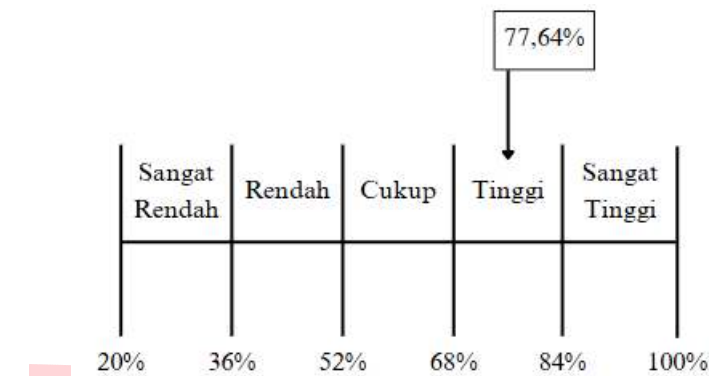 77,64%
Sangat
Rendah
Rendah
Cukup
Tinggi
Sangat
Tinggi
20%
36%
52%
68%
84%
100%